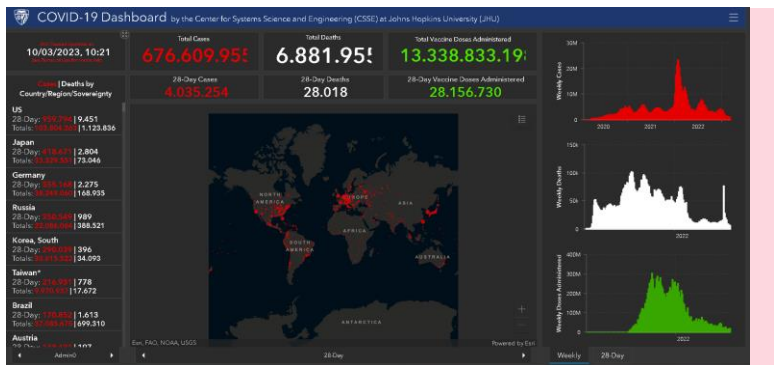 COVID-19 Dashboard by the Center for Systems Science and Engineering (CSSE) at Johns Hopkins University (JHU)
10/03/2023, 10:21
Cases | Deaths by
Country/Region/Sovereignty
US
28-Day: | 9.451
Totals: | 1.123.836
Japan
28-Day: | 2.804
Totals: | 73.046
Germany
28-Day: | 2.275
Totals: | 168.935
Russia
28-Day: | 989
Totals: | 388.521
Korea, South
28-Day: | 396
Totals: | 34.093
Taiwan*
28-Day: | 778
Totals: | 17.672
Brazil
28-Day: | 1.613
Totals: | 699.310
Austria
Admin0
Total Cases
676.609.955
Total Deaths
6.881.955
Total Vaccine Doses Administered
13.338.833.198
28-Day Cases
4.035.254
28-Day Deaths
28.018
28-Day Vaccine Doses Administered
28.156.730
NORTH
AMERICA
EUROPE
ASIA
AFRICA
SOUTH
AMERICA
AUSTRALIA
ANTARCTICA
Esri, FAO, NOAA, USGS
Powered by Esri
28-Day
Weekly Cases
30M
20M
10M
0
2020
2021
2022
Weekly Deaths
150k
100k
50k
0
2022
Weekly Doses Administered
400M
300M
200M
100M
0
2022
Weekly
28-Day